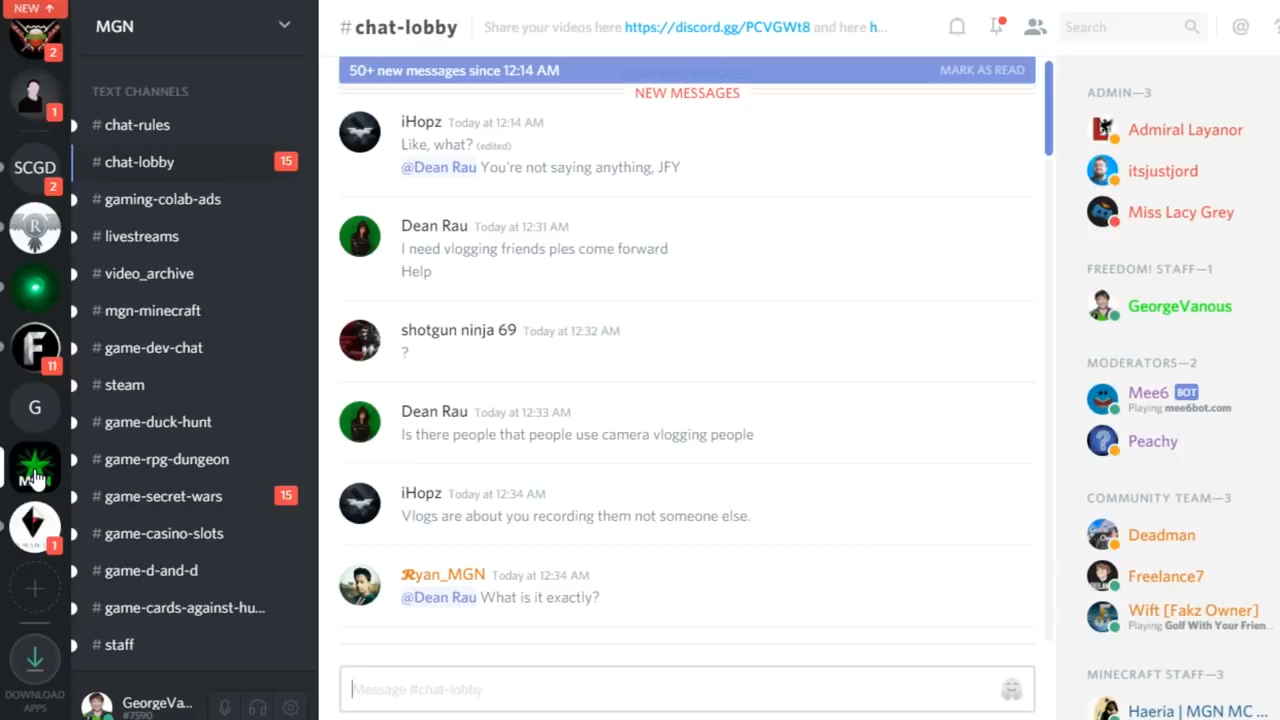 NEW ↑
2
1
SCGD
2
R
F
11
G
MGN
1
DOWNLOAD
APPS
MGN
TEXT CHANNELS
# chat-rules
# chat-lobby 15
# gaming-colab-ads
# livestreams
# video_archive
# mgn-minecraft
# game-dev-chat
# steam
# game-duck-hunt
# game-rpg-dungeon
# game-secret-wars 15
# game-casino-slots
# game-d-and-d
# game-cards-against-hu...
# staff
GeorgeVa...
#7590
# chat-lobby Share your videos here https://discord.gg/PCVGWt8 and here h...
Search
@
?
50+ new messages since 12:14 AM MARK AS READ
NEW MESSAGES
iHopz Today at 12:14 AM
Like, what? (edited)
@Dean Rau You're not saying anything, JFY
Dean Rau Today at 12:31 AM
I need vlogging friends ples come forward
Help
shotgun ninja 69 Today at 12:32 AM
?
Dean Rau Today at 12:33 AM
Is there people that people use camera vlogging people
iHopz Today at 12:34 AM
Vlogs are about you recording them not someone else.
Ryan_MGN Today at 12:34 AM
@Dean Rau What is it exactly?
Message #chat-lobby
ADMIN—3
Admiral Layanor
itsjustjord
Miss Lacy Grey
FREEDOM! STAFF—1
GeorgeVanous
MODERATORS—2
Mee6 BOT
Playing mee6bot.com
Peachy
COMMUNITY TEAM—3
Deadman
Freelance7
Wift [Fakz Owner]
Playing Golf With Your Frien...
MINECRAFT STAFF—3
Haeria | MGN MC ...